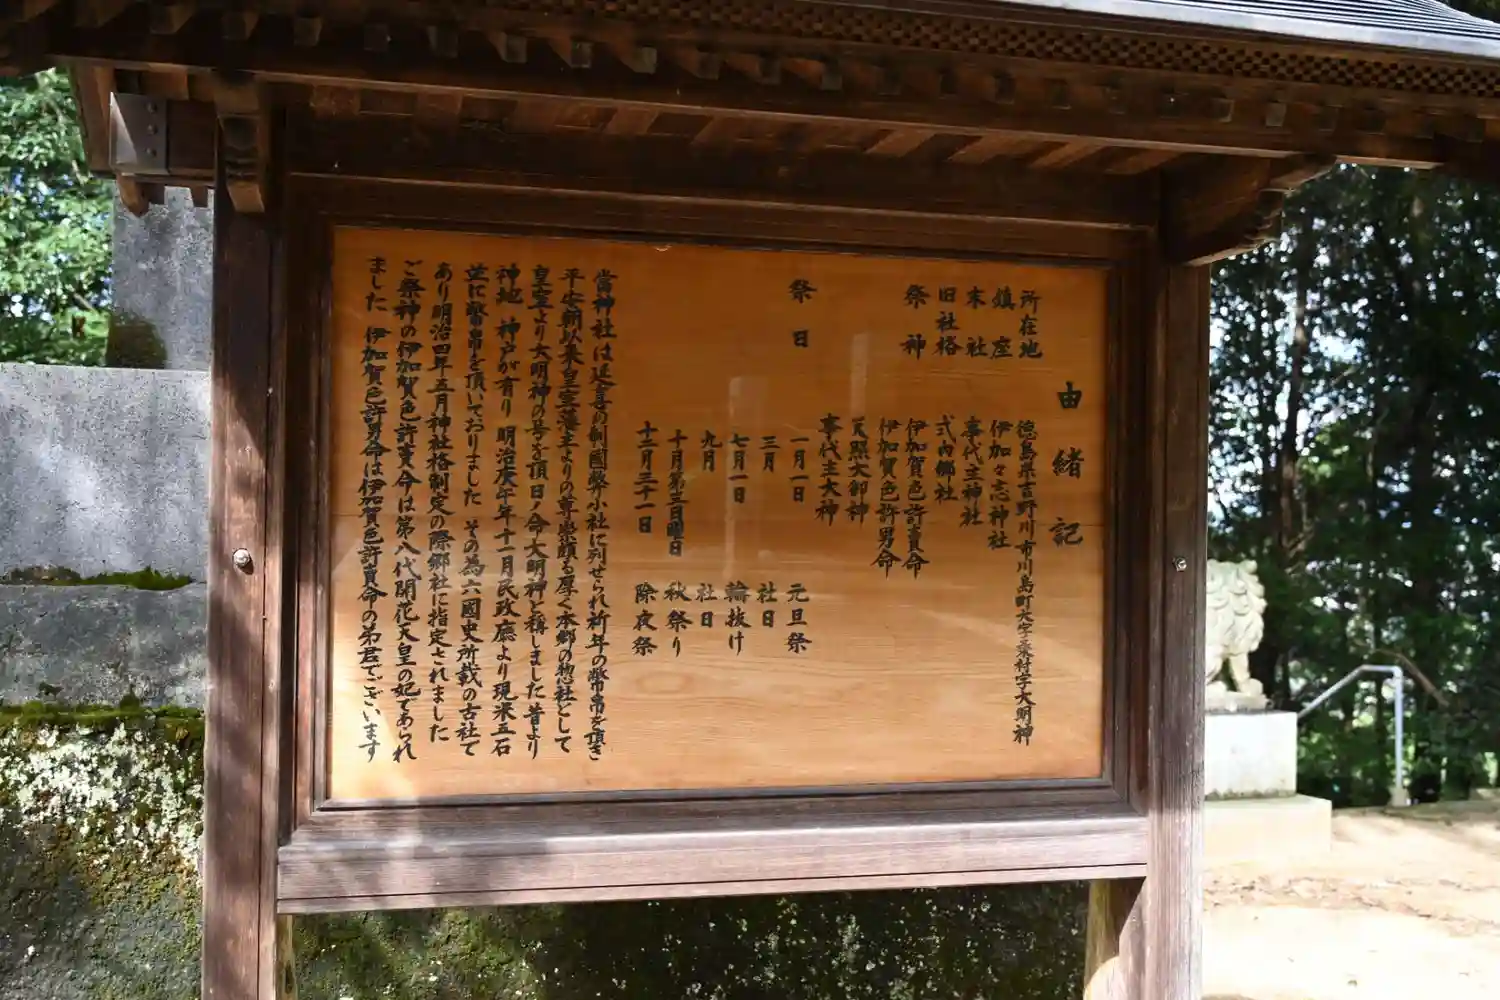 由緒記
所在地 徳島県吉野川市川島町大字桑村字大明神
鎮座 伊加々志神社
末社 事代主神社
旧社格 式内郷社
祭神 伊加賀色許賣命
伊加賀色許男命
天照大御神
事代主大神
祭日 一月一日 元旦祭
三月 社日
七月一日 輪抜け
九月 社日
十月第三日曜日 秋祭り
十二月三十一日 除夜祭
當神社は延喜の制國幣小社に列せられ祈年の幣帛を頂き
平安朝以来皇室藩主よりの尊崇頗る厚く本郷の惣社として
皇室より大明神の号を頂日ノ命大明神と稱しました昔より
神地 神戸が有り 明治庚午年十一月民政廳より現米五石
並に幣帛を頂いておりました その為六國史所載の古社で
あり明治四年五月神社格制定の際郷社に指定されました
ご祭神の伊加賀色許賣命は第八代開花天皇の妃であられ
ました 伊加賀色許男命は伊加賀色許賣命の弟君でございます